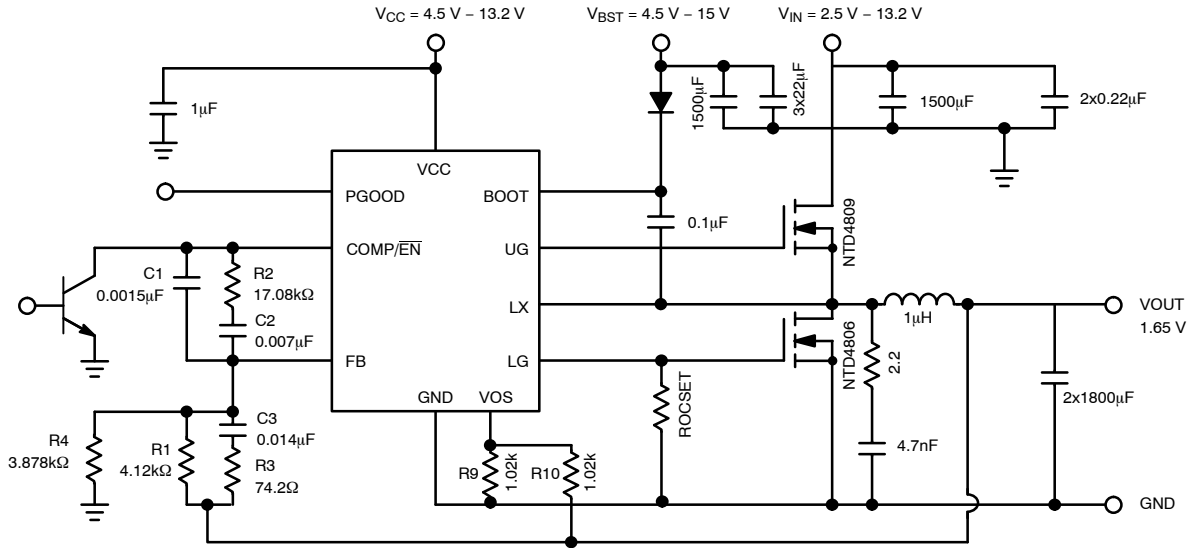 V_CC = 4.5 V − 13.2 V
V_BST = 4.5 V − 15 V
V_IN = 2.5 V − 13.2 V
1μF
1500μF
3x22μF
1500μF
2x0.22μF
VCC
PGOOD
BOOT
0.1μF
NTD4809
COMP/E̅N̅
UG
C1
0.0015μF
R2
17.08kΩ
C2
0.007μF
LX
1μH
VOUT
1.65 V
FB
LG
NTD4806
2.2
2x1800μF
GND
VOS
ROCSET
4.7nF
R4
3.878kΩ
R1
4.12kΩ
C3
0.014μF
R3
74.2Ω
R9
1.02k
R10
1.02k
GND